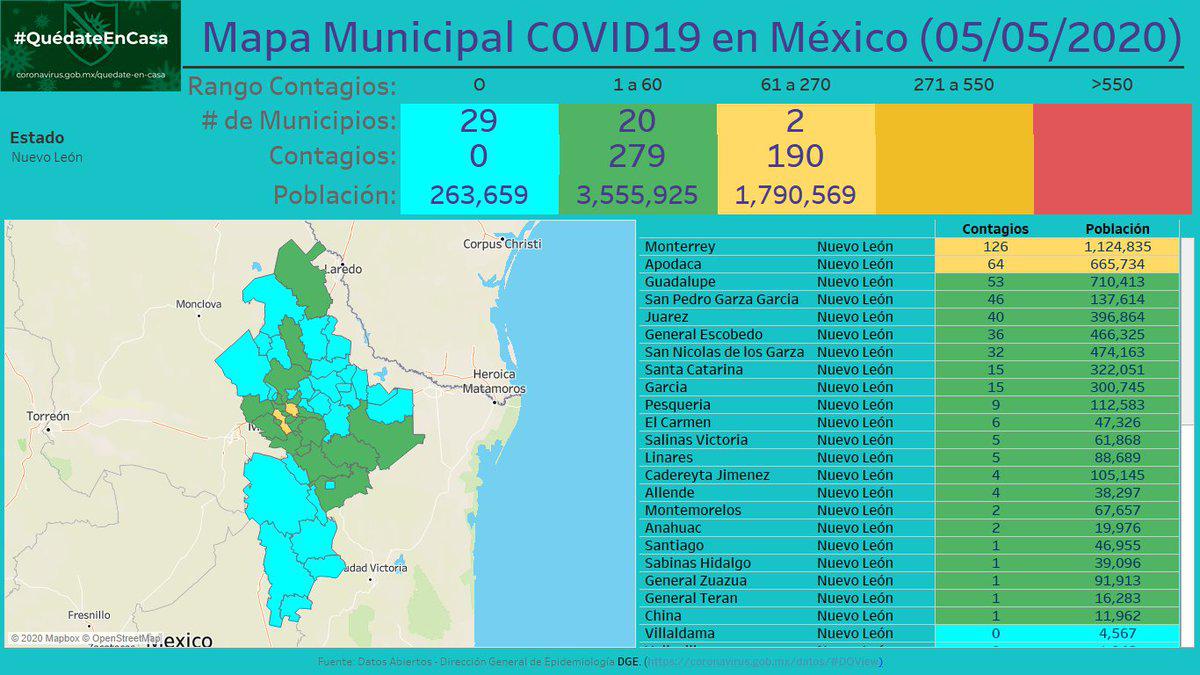 #QuédateEnCasa
coronavirus.gob.mx/quedate-en-casa
Mapa Municipal COVID19 en México (05/05/2020)
Rango Contagios: 0 1 a 60 61 a 270 271 a 550 >550
# de Municipios: 29 20 2
Contagios: 0 279 190
Población: 263,659 3,555,925 1,790,569
Estado
Nuevo León
Corpus Christi
Laredo
Monclova
Heroica
Matamoros
Torreón
udad Victoria
Fresnillo
Mexico
© 2020 Mapbox © OpenStreetMap
Contagios Población
Monterrey Nuevo León 126 1,124,835
Apodaca Nuevo León 64 665,734
Guadalupe Nuevo León 53 710,413
San Pedro Garza Garcia Nuevo León 46 137,614
Juarez Nuevo León 40 396,864
General Escobedo Nuevo León 36 466,325
San Nicolas de los Garza Nuevo León 32 474,163
Santa Catarina Nuevo León 15 322,051
Garcia Nuevo León 15 300,745
Pesqueria Nuevo León 9 112,583
El Carmen Nuevo León 6 47,326
Salinas Victoria Nuevo León 5 61,868
Linares Nuevo León 5 88,689
Cadereyta Jimenez Nuevo León 4 105,145
Allende Nuevo León 4 38,297
Montemorelos Nuevo León 2 67,657
Anahuac Nuevo León 2 19,976
Santiago Nuevo León 1 46,955
Sabinas Hidalgo Nuevo León 1 39,096
General Zuazua Nuevo León 1 91,913
General Teran Nuevo León 1 16,283
China Nuevo León 1 11,962
Villaldama Nuevo León 0 4,567
Fuente: Datos Abiertos - Dirección General de Epidemiología DGE. (https://coronavirus.gob.mx/datos/#DOView)